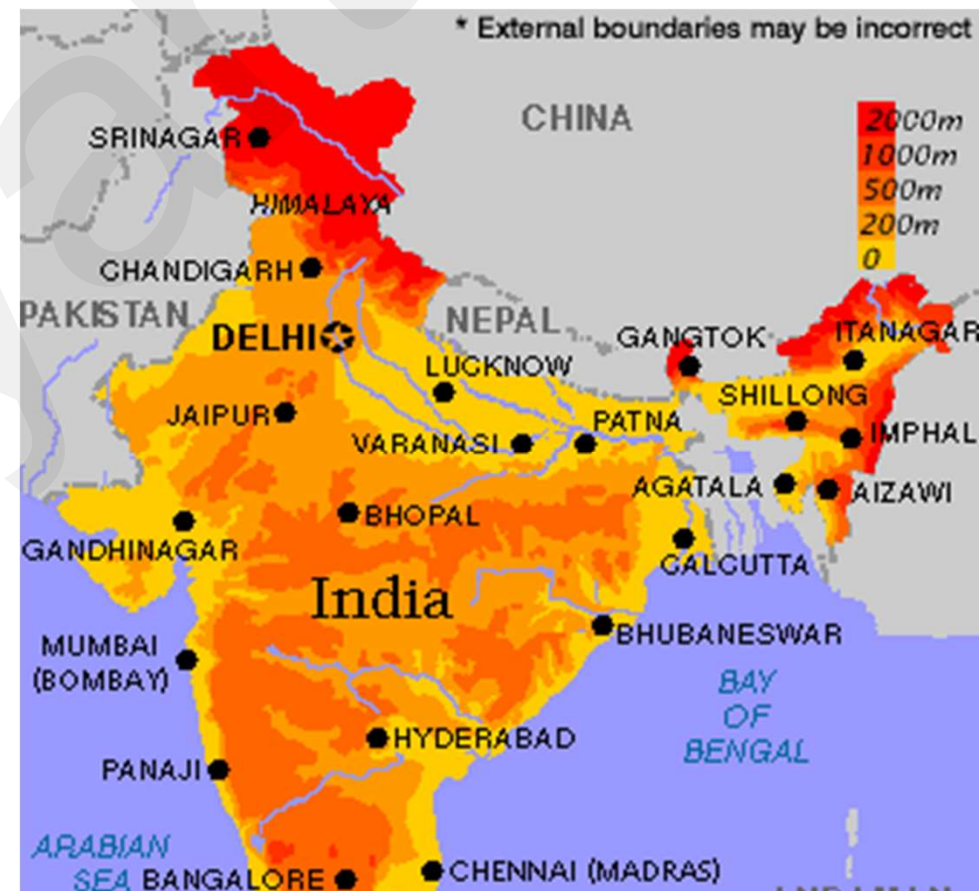 * External boundaries may be incorrect
CHINA
2000m
1000m
500m
200m
0
SRINAGAR
HIMALAYA
CHANDIGARH
PAKISTAN
DELHI
NEPAL
GANGTOK
ITANAGAR
LUCKNOW
SHILLONG
JAIPUR
PATNA
VARANASI
IMPHAL
AGATALA
AIZAWI
BHOPAL
GANDHINAGAR
CALCUTTA
India
BHUBANESWAR
MUMBAI
(BOMBAY)
BAY
OF
BENGAL
HYDERABAD
PANAJI
ARABIAN
SEA
BANGALORE
CHENNAI (MADRAS)